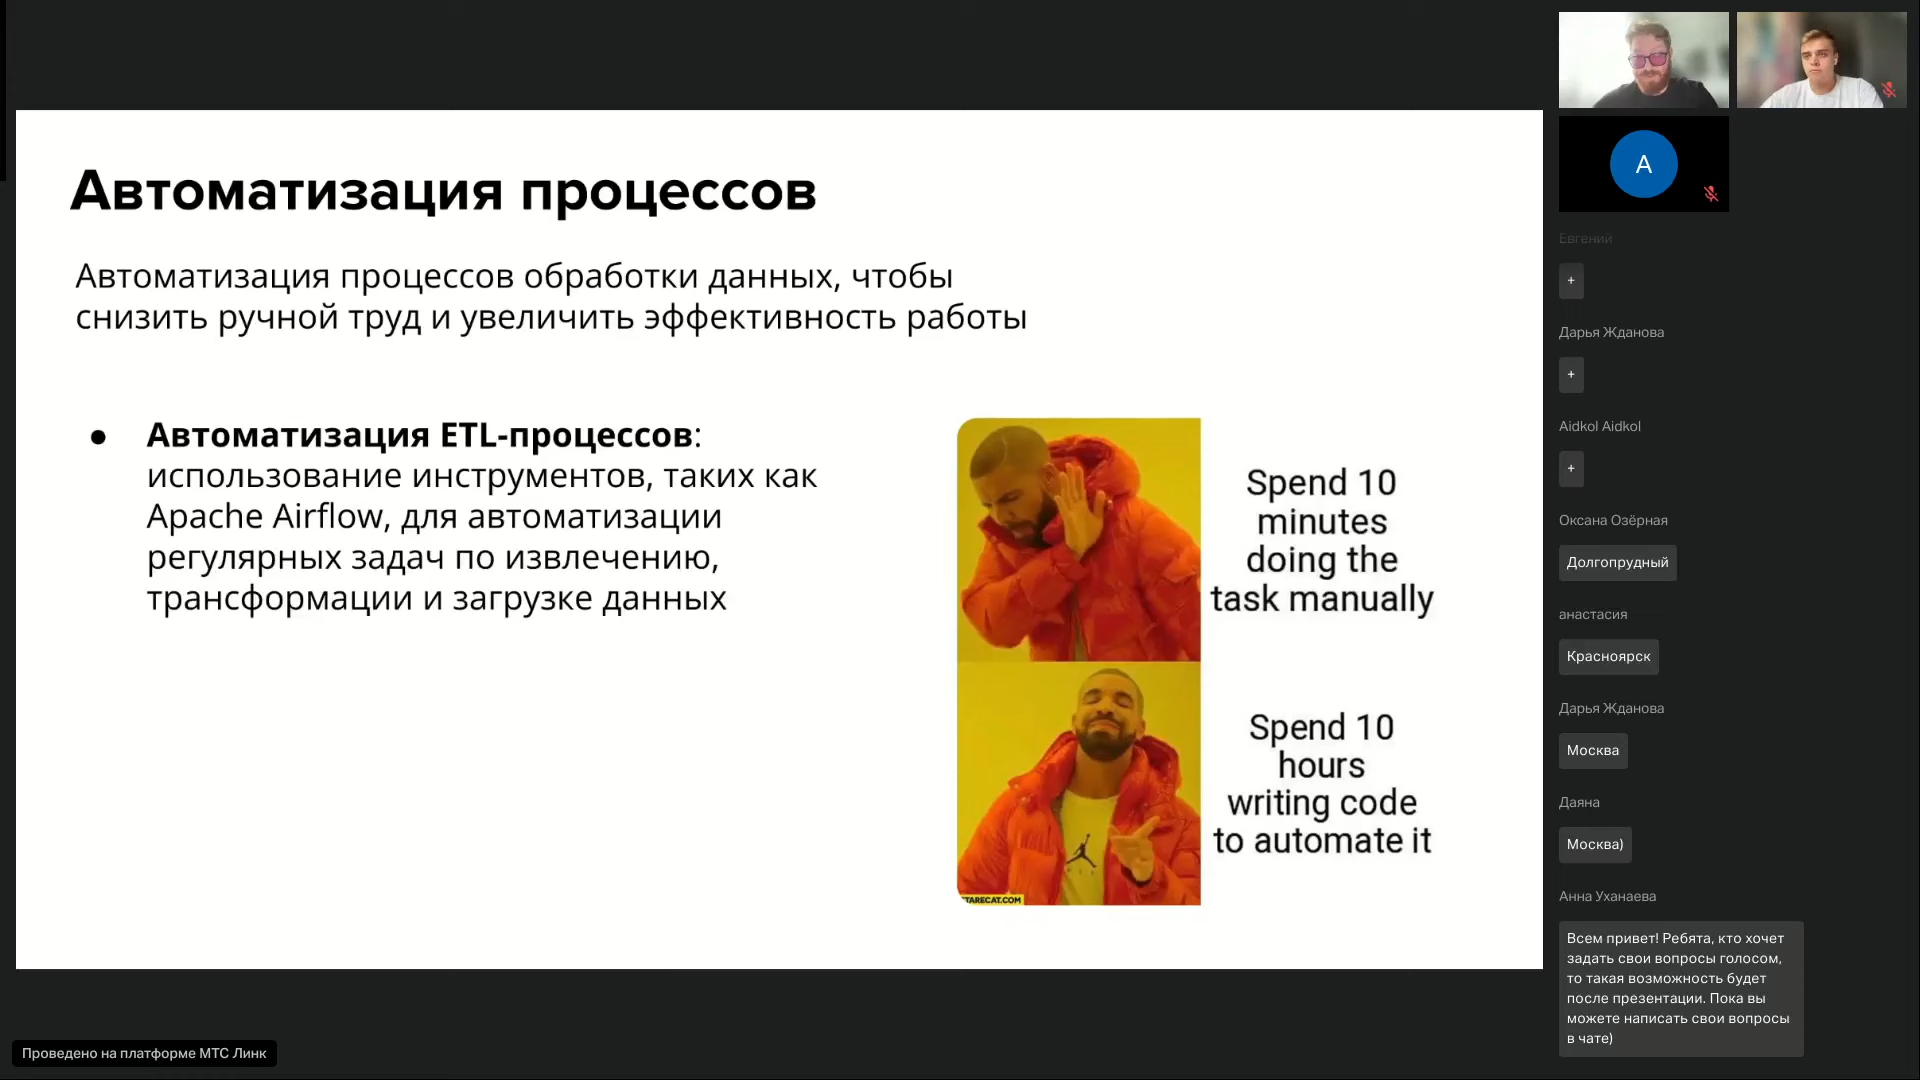 Автоматизация процессов
Автоматизация процессов обработки данных, чтобы
снизить ручной труд и увеличить эффективность работы
● Автоматизация ETL-процессов:
использование инструментов, таких как
Apache Airflow, для автоматизации
регулярных задач по извлечению,
трансформации и загрузке данных
Spend 10
minutes
doing the
task manually
Spend 10
hours
writing code
to automate it
TARECAT.COM
Проведено на платформе МТС Линк
A
Евгений
+
Дарья Жданова
+
Aidkol Aidkol
+
Оксана Озёрная
Долгопрудный
анастасия
Красноярск
Дарья Жданова
Москва
Даяна
Москва)
Анна Уханаева
Всем привет! Ребята, кто хочет
задать свои вопросы голосом,
то такая возможность будет
после презентации. Пока вы
можете написать свои вопросы
в чате)